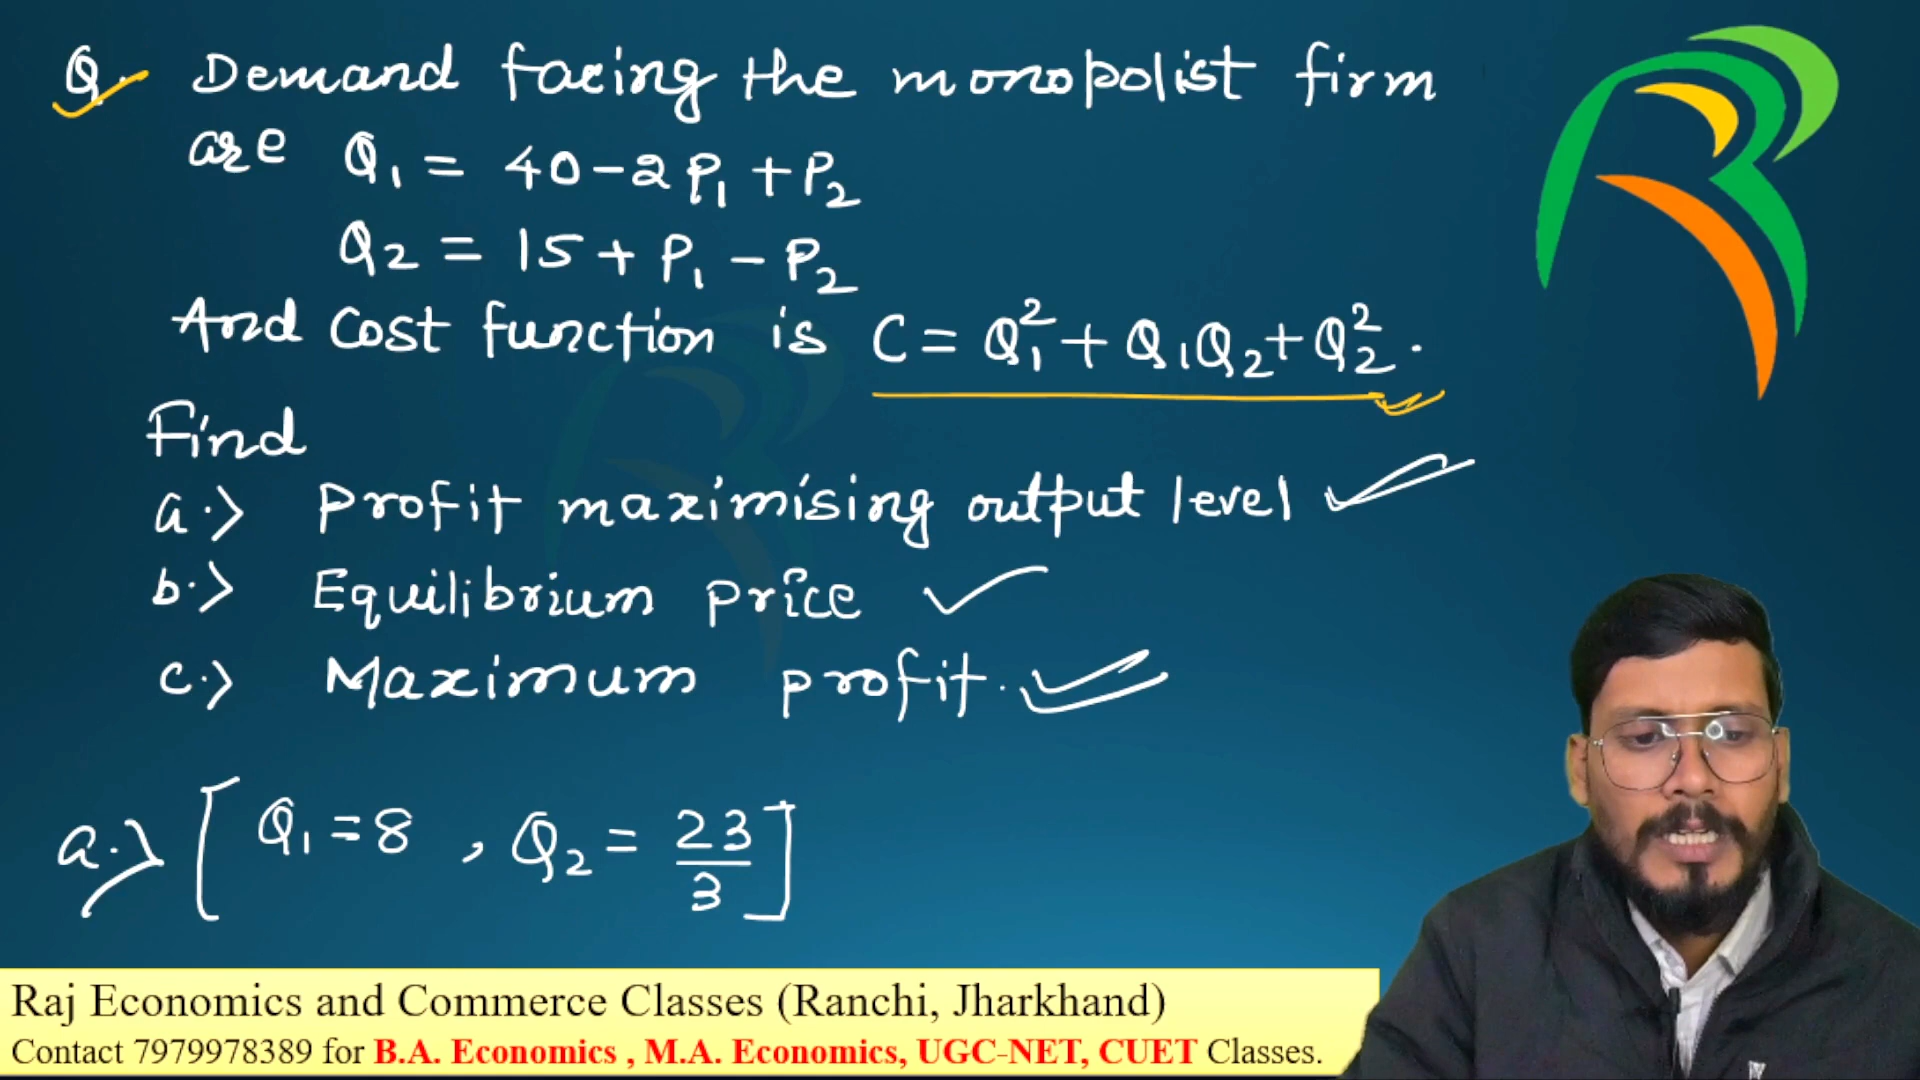 Q. Demand facing the monopolist firm
are Q₁ = 40 - 2P₁ + P₂
Q₂ = 15 + P₁ - P₂
And cost function is C = Q₁² + Q₁Q₂ + Q₂².
Find
a.> Profit maximising output level
b.> Equilibrium price
c.> Maximum profit.
a.> [Q₁ = 8, Q₂ = 23/3]
Raj Economics and Commerce Classes (Ranchi, Jharkhand)
Contact 7979978389 for B.A. Economics , M.A. Economics, UGC-NET, CUET Classes.